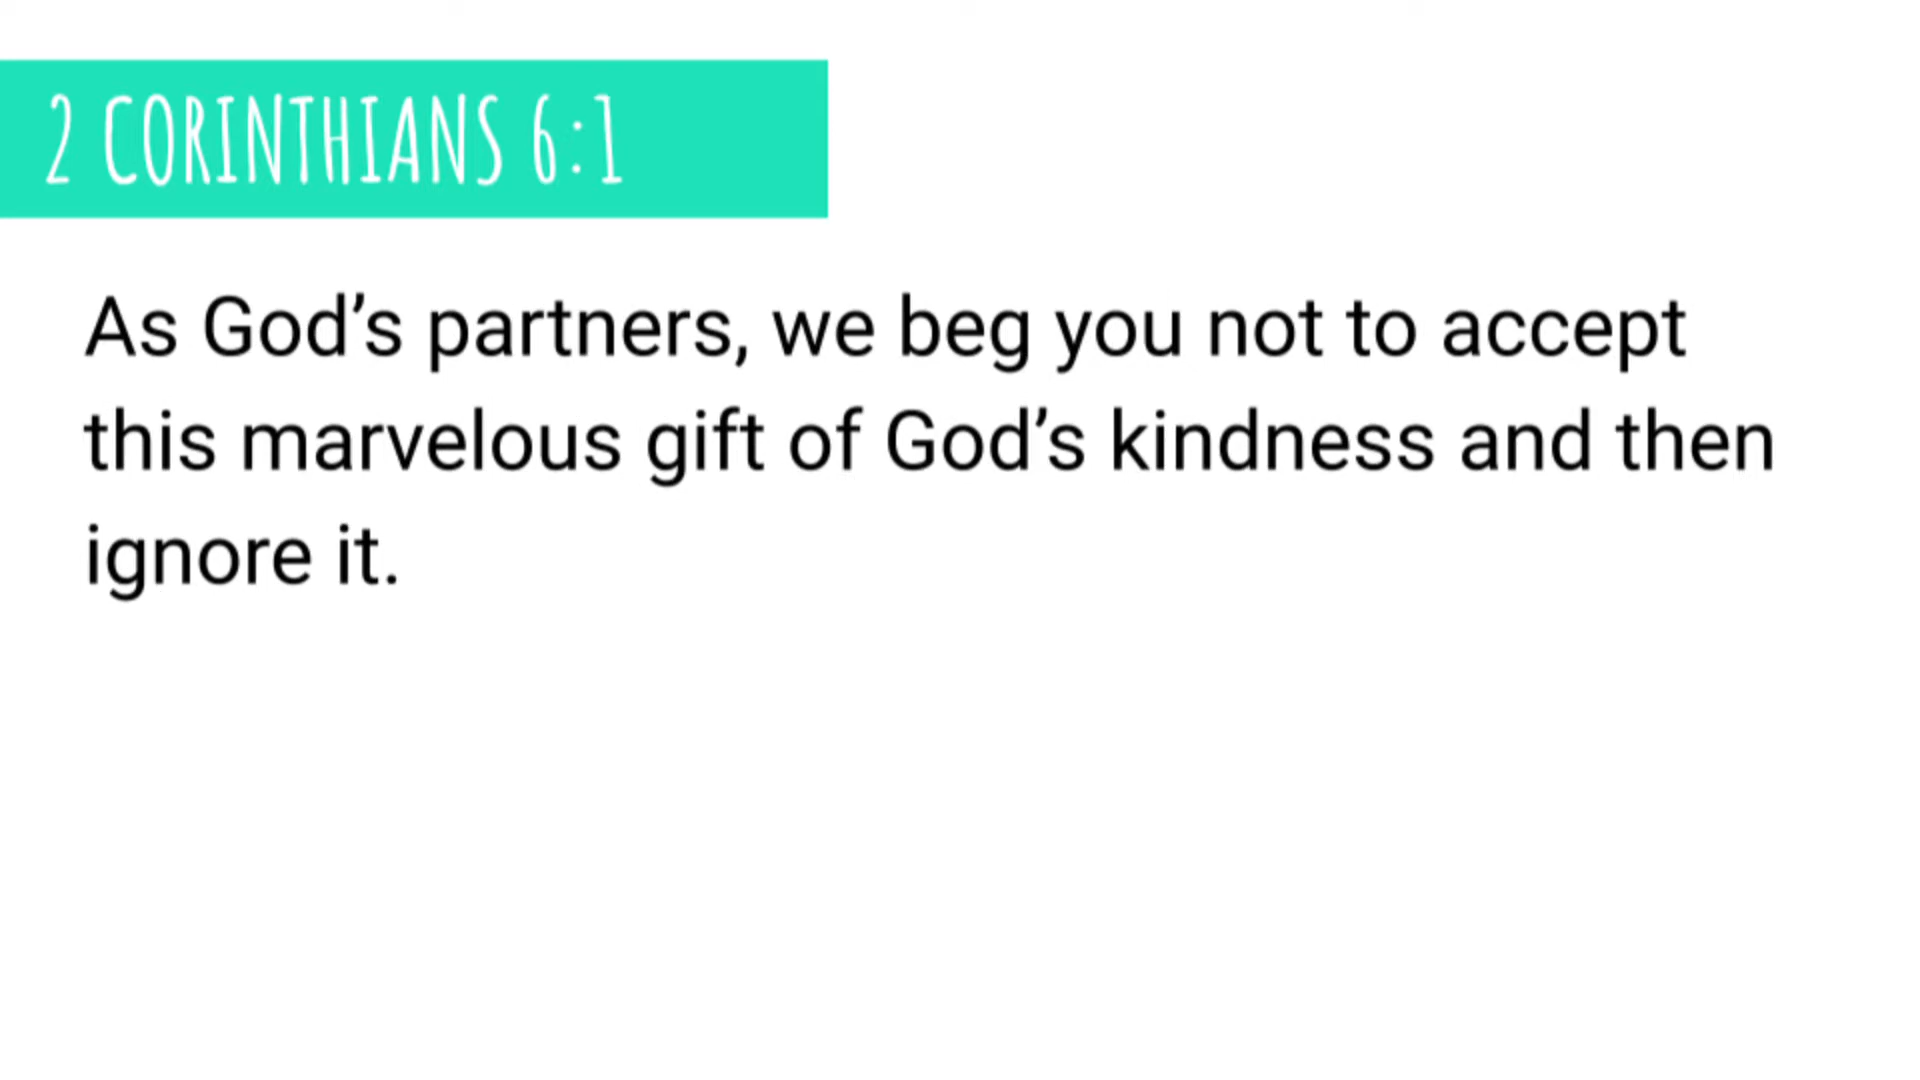 2 CORINTHIANS 6:1
As God’s partners, we beg you not to accept
this marvelous gift of God’s kindness and then
ignore it.